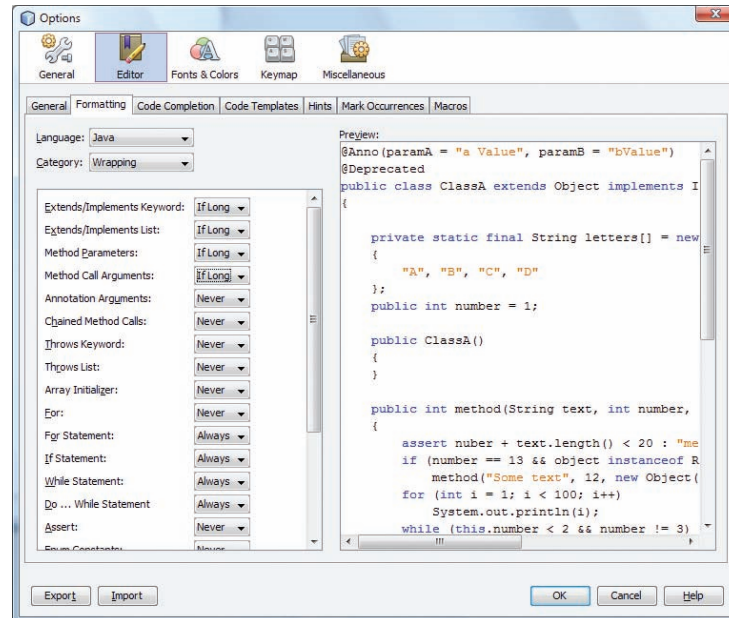 Options
General Editor Fonts & Colors Keymap Miscellaneous
General Formatting Code Completion Code Templates Hints Mark Occurrences Macros
Language: Java
Category: Wrapping
Extends/Implements Keyword: If Long
Extends/Implements List: If Long
Method Parameters: If Long
Method Call Arguments: If Long
Annotation Arguments: Never
Chained Method Calls: Never
Throws Keyword: Never
Throws List: Never
Array Initializer: Never
For: Never
For Statement: Always
If Statement: Always
While Statement: Always
Do ... While Statement Always
Assert: Never
Enum Constants: Never
Preview:
@Anno(paramA = "a Value", paramB = "bValue")
@Deprecated
public class ClassA extends Object implements I
{
private static final String letters[] = new
{
"A", "B", "C", "D"
};
public int number = 1;
public ClassA()
{
}
public int method(String text, int number,
{
assert nuber + text.length() < 20 : "me
if (number == 13 && object instanceof R
method("Some text", 12, new Object(
for (int i = 1; i < 100; i++)
System.out.println(i);
while (this.number < 2 && number != 3)
Export Import OK Cancel Help